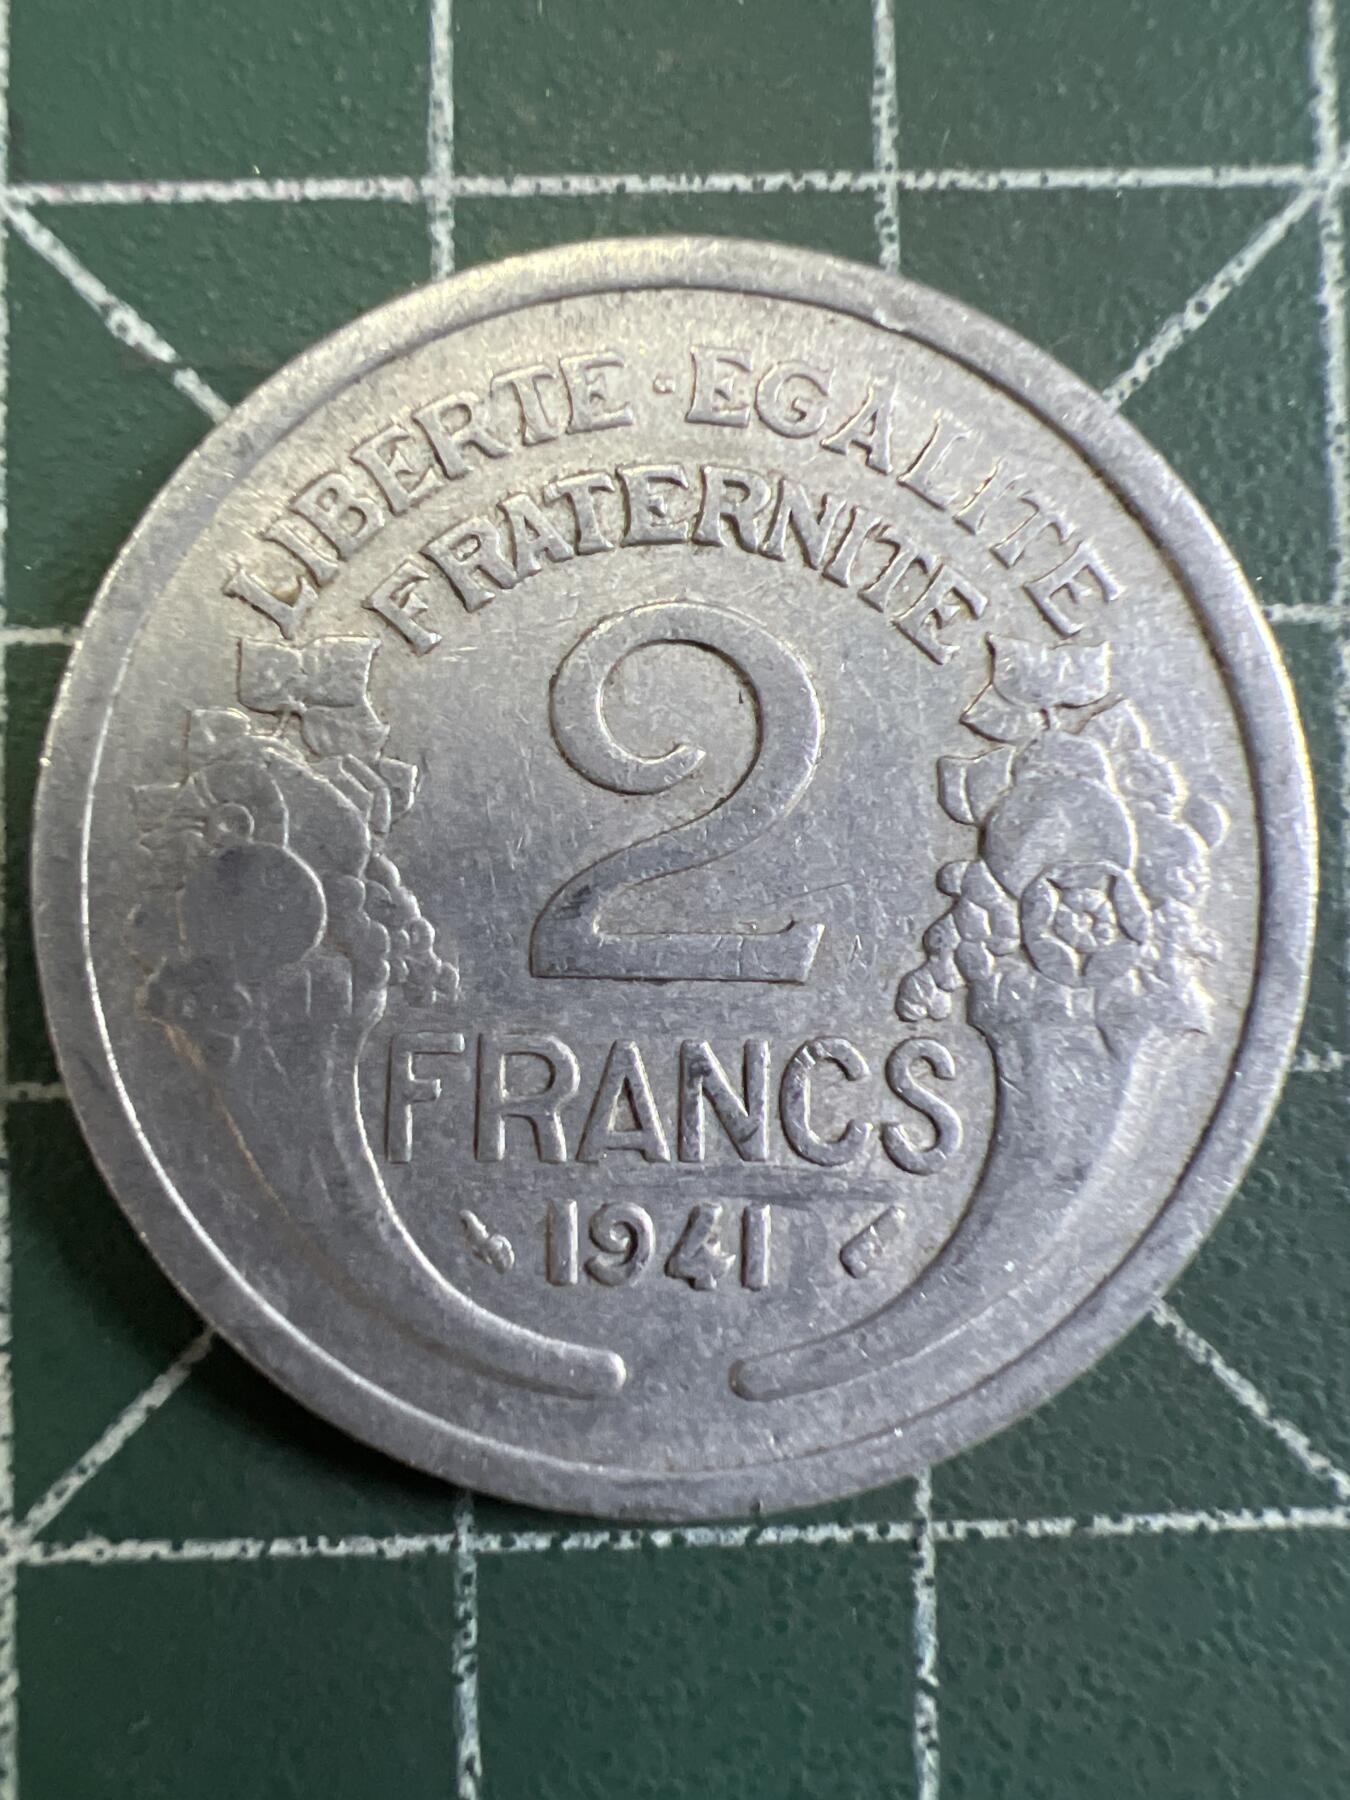 LIBERTE · EGALITE
FRATERNITE
2
FRANCS
1941